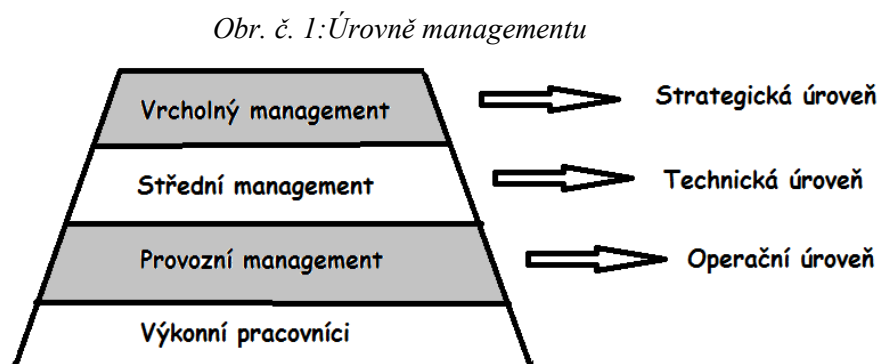 Obr. č. 1:Úrovně managementu
Vrcholný management
Strategická úroveň
Střední management
Technická úroveň
Provozní management
Operační úroveň
Výkonní pracovníci